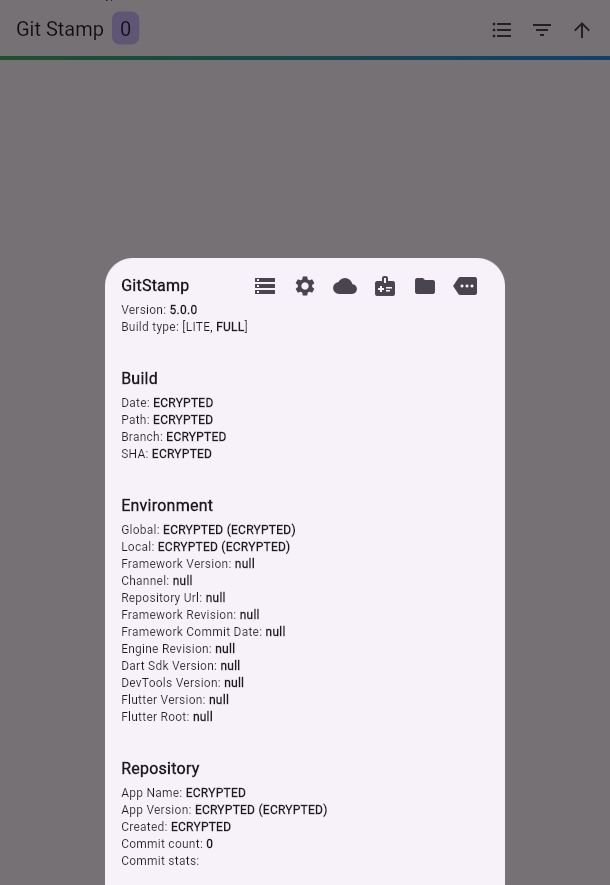 Git Stamp 0
GitStamp
Version: 5.0.0
Build type: [LITE, FULL]
Build
Date: ECRYPTED
Path: ECRYPTED
Branch: ECRYPTED
SHA: ECRYPTED
Environment
Global: ECRYPTED (ECRYPTED)
Local: ECRYPTED (ECRYPTED)
Framework Version: null
Channel: null
Repository Url: null
Framework Revision: null
Framework Commit Date: null
Engine Revision: null
Dart Sdk Version: null
DevTools Version: null
Flutter Version: null
Flutter Root: null
Repository
App Name: ECRYPTED
App Version: ECRYPTED (ECRYPTED)
Created: ECRYPTED
Commit count: 0
Commit stats: